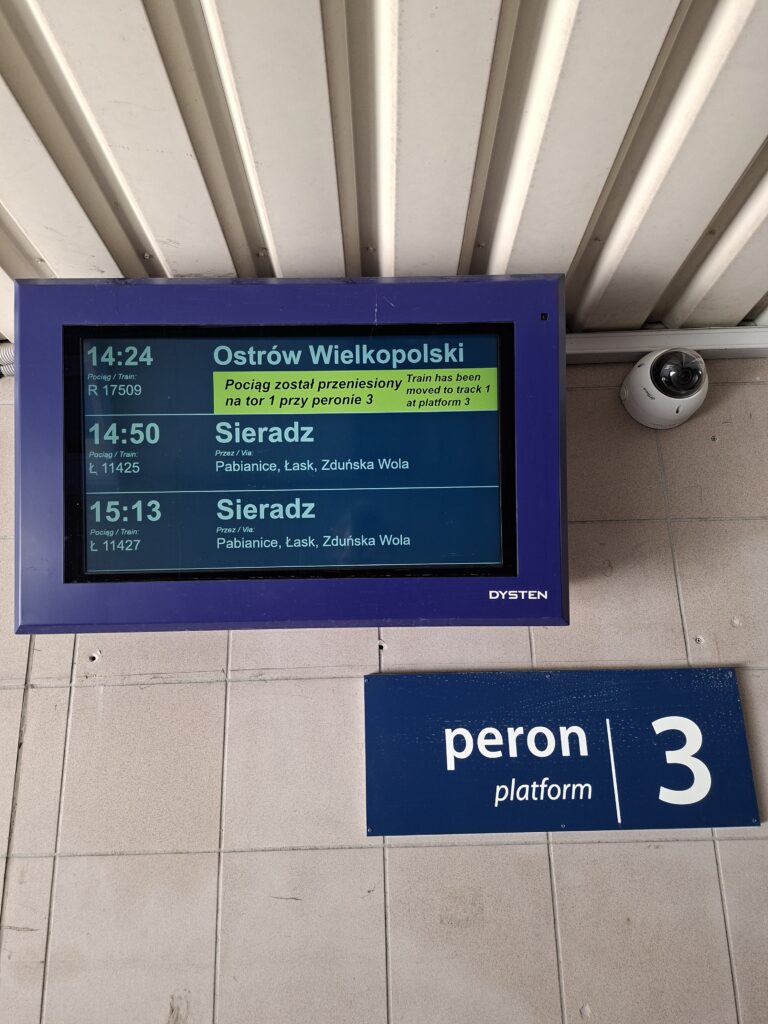 14:24 Ostrów Wielkopolski
Pociąg / Train:
R 17509
Pociąg został przeniesiony
na tor 1 przy peronie 3
Train has been
moved to track 1
at platform 3
14:50 Sieradz
Pociąg / Train: Przez / Via:
Ł 11425 Pabianice, Łask, Zduńska Wola
15:13 Sieradz
Pociąg / Train: Przez / Via:
Ł 11427 Pabianice, Łask, Zduńska Wola
DYSTEN
peron
platform
3